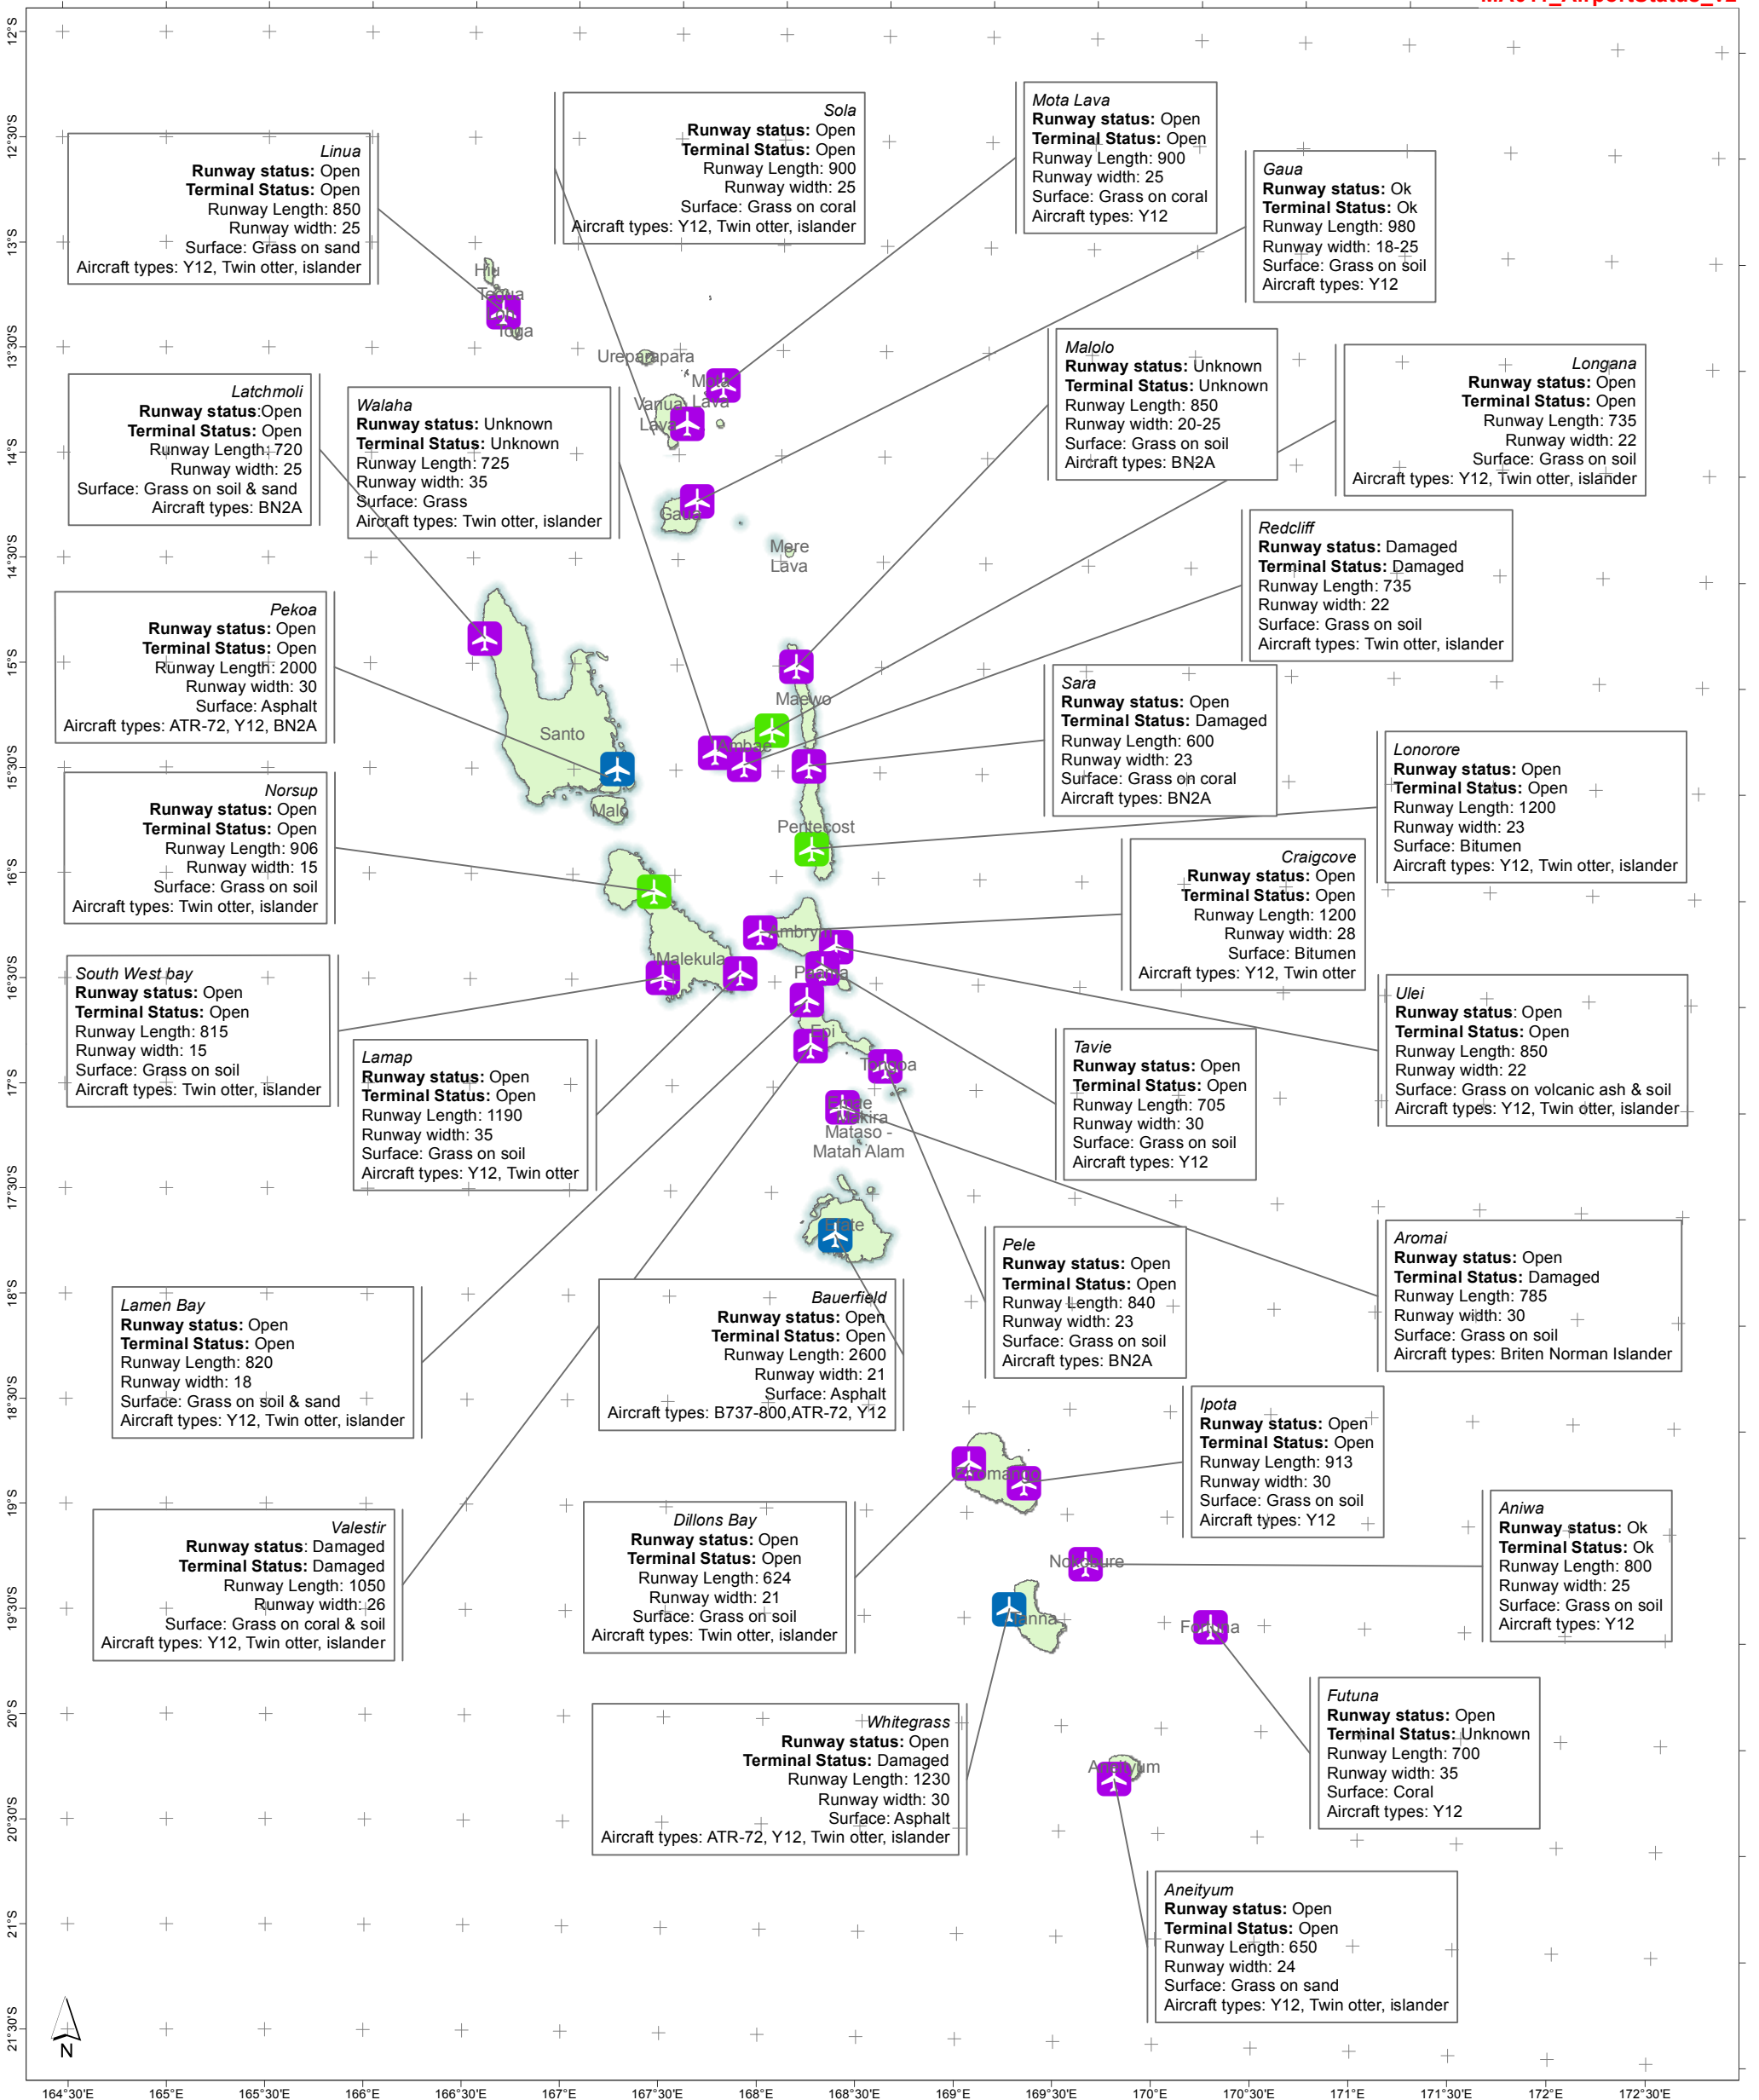 12°S
12°30'S
13°S
13°30'S
14°S
14°30'S
15°S
15°30'S
16°S
16°30'S
17°S
17°30'S
18°S
18°30'S
19°S
19°30'S
20°S
20°30'S
21°S
21°30'S
Linua
Runway status: Open
Terminal Status: Open
Runway Length: 850
Runway width: 25
Surface: Grass on sand
Aircraft types: Y12, Twin otter, islander
Sola
Runway status: Open
Terminal Status: Open
Runway Length: 900
Runway width: 25
Surface: Grass on coral
Aircraft types: Y12, Twin otter, islander
Mota Lava
Runway status: Open
Terminal Status: Open
Runway Length: 900
Runway width: 25
Surface: Grass on coral
Aircraft types: Y12
Gaua
Runway status: Ok
Terminal Status: Ok
Runway Length: 980
Runway width: 18-25
Surface: Grass on soil
Aircraft types: Y12
Hiu
Tegua
Toga
Ureparapara
Mota
Lava
Vanua
Lava
Gaua
Mere
Lava
Latchmoli
Runway status:Open
Terminal Status: Open
Runway Length: 720
Runway width: 25
Surface: Grass on soil & sand
Aircraft types: BN2A
Walaha
Runway status: Unknown
Terminal Status: Unknown
Runway Length: 725
Runway width: 35
Surface: Grass
Aircraft types: Twin otter, islander
Malolo
Runway status: Unknown
Terminal Status: Unknown
Runway Length: 850
Runway width: 20-25
Surface: Grass on soil
Aircraft types: BN2A
Longana
Runway status: Open
Terminal Status: Open
Runway Length: 735
Runway width: 22
Surface: Grass on soil
Aircraft types: Y12, Twin otter, islander
Redcliff
Runway status: Damaged
Terminal Status: Damaged
Runway Length: 735
Runway width: 22
Surface: Grass on soil
Aircraft types: Twin otter, islander
Pekoa
Runway status: Open
Terminal Status: Open
Runway Length: 2000
Runway width: 30
Surface: Asphalt
Aircraft types: ATR-72, Y12, BN2A
Sara
Runway status: Open
Terminal Status: Damaged
Runway Length: 600
Runway width: 23
Surface: Grass on coral
Aircraft types: BN2A
Santo
Maewo
Ambae
Malo
Pentecost
Norsup
Runway status: Open
Terminal Status: Open
Runway Length: 906
Runway width: 15
Surface: Grass on soil
Aircraft types: Twin otter, islander
Lonorore
Runway status: Open
Terminal Status: Open
Runway Length: 1200
Runway width: 23
Surface: Bitumen
Aircraft types: Y12, Twin otter, islander
Craigcove
Runway status: Open
Terminal Status: Open
Runway Length: 1200
Runway width: 28
Surface: Bitumen
Aircraft types: Y12, Twin otter
Ambrym
Malekula
Paama
Epi
Tongoa
Emae
Makira
Mataso -
Matah Alam
South West bay
Runway status: Open
Terminal Status: Open
Runway Length: 815
Runway width: 15
Surface: Grass on soil
Aircraft types: Twin otter, islander
Ulei
Runway status: Open
Terminal Status: Open
Runway Length: 850
Runway width: 22
Surface: Grass on volcanic ash & soil
Aircraft types: Y12, Twin otter, islander
Lamap
Runway status: Open
Terminal Status: Open
Runway Length: 1190
Runway width: 35
Surface: Grass on soil
Aircraft types: Y12, Twin otter
Tavie
Runway status: Open
Terminal Status: Open
Runway Length: 705
Runway width: 30
Surface: Grass on soil
Aircraft types: Y12
Efate
Pele
Runway status: Open
Terminal Status: Open
Runway Length: 840
Runway width: 23
Surface: Grass on soil
Aircraft types: BN2A
Aromai
Runway status: Open
Terminal Status: Damaged
Runway Length: 785
Runway width: 30
Surface: Grass on soil
Aircraft types: Briten Norman Islander
Lamen Bay
Runway status: Open
Terminal Status: Open
Runway Length: 820
Runway width: 18
Surface: Grass on soil & sand
Aircraft types: Y12, Twin otter, islander
Bauerfield
Runway status: Open
Terminal Status: Open
Runway Length: 2600
Runway width: 21
Surface: Asphalt
Aircraft types: B737-800,ATR-72, Y12
Ipota
Runway status: Open
Terminal Status: Open
Runway Length: 913
Runway width: 30
Surface: Grass on soil
Aircraft types: Y12
Erromango
Valestir
Runway status: Damaged
Terminal Status: Damaged
Runway Length: 1050
Runway width: 26
Surface: Grass on coral & soil
Aircraft types: Y12, Twin otter, islander
Dillons Bay
Runway status: Open
Terminal Status: Open
Runway Length: 624
Runway width: 21
Surface: Grass on soil
Aircraft types: Twin otter, islander
Aniwa
Runway status: Ok
Terminal Status: Ok
Runway Length: 800
Runway width: 25
Surface: Grass on soil
Aircraft types: Y12
Tanna
Whitegrass
Runway status: Open
Terminal Status: Damaged
Runway Length: 1230
Runway width: 30
Surface: Asphalt
Aircraft types: ATR-72, Y12, Twin otter, islander
Futuna
Runway status: Open
Terminal Status: Unknown
Runway Length: 700
Runway width: 35
Surface: Coral
Aircraft types: Y12
Aneityum
Aneityum
Runway status: Open
Terminal Status: Open
Runway Length: 650
Runway width: 24
Surface: Grass on sand
Aircraft types: Y12, Twin otter, islander
N
164°30'E 165°E 165°30'E 166°E 166°30'E 167°E 167°30'E 168°E 168°30'E 169°E 169°30'E 170°E 170°30'E 171°E 171°30'E 172°E 172°30'E